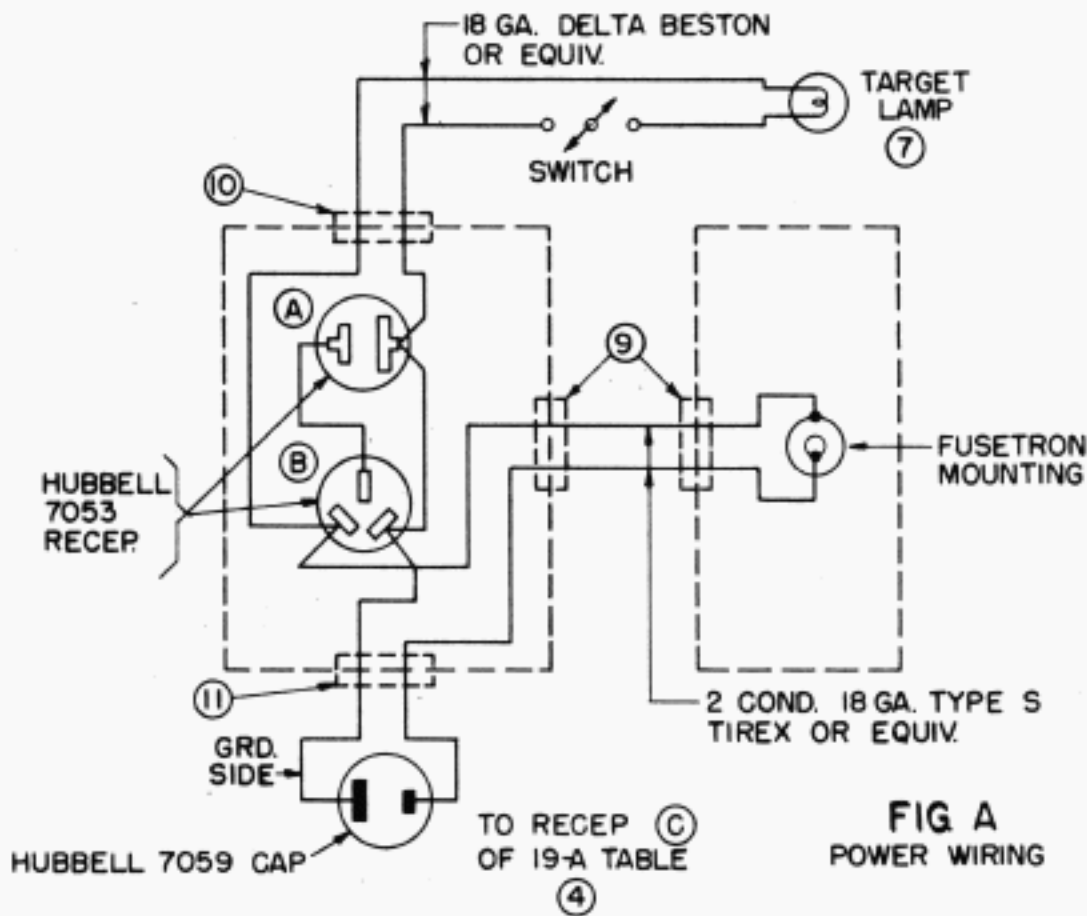 18 GA. DELTA BESTON
OR EQUIV.
TARGET
LAMP
7
SWITCH
10
A
9
B
HUBBELL
7053
RECEP.
FUSETRON
MOUNTING
11
2 COND. 18 GA. TYPE S
TIREX OR EQUIV.
GRD.
SIDE
TO RECEP C
OF 19-A TABLE
4
HUBBELL 7059 CAP
FIG. A
POWER WIRING